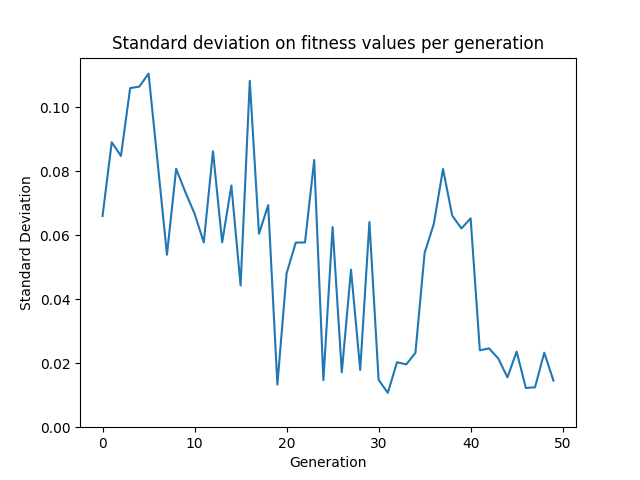 Standard deviation on fitness values per generation
0.10
0.08
0.06
0.04
0.02
0.00
Standard Deviation
0 10 20 30 40 50
Generation